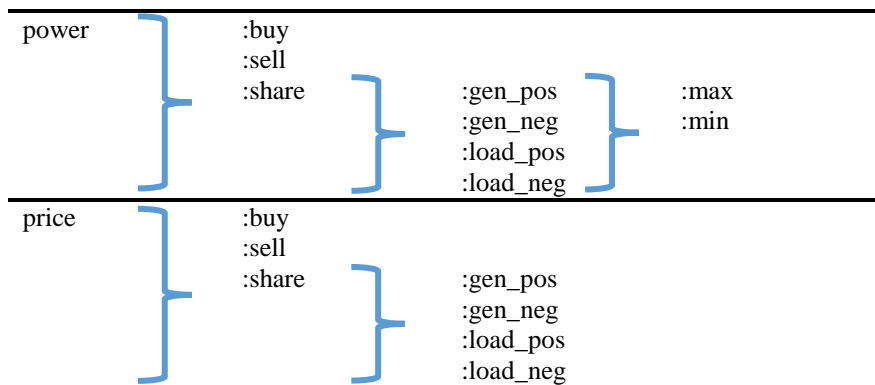 power :buy
:sell
:share :gen_pos :max
:gen_neg :min
:load_pos
:load_neg
price :buy
:sell
:share :gen_pos
:gen_neg
:load_pos
:load_neg